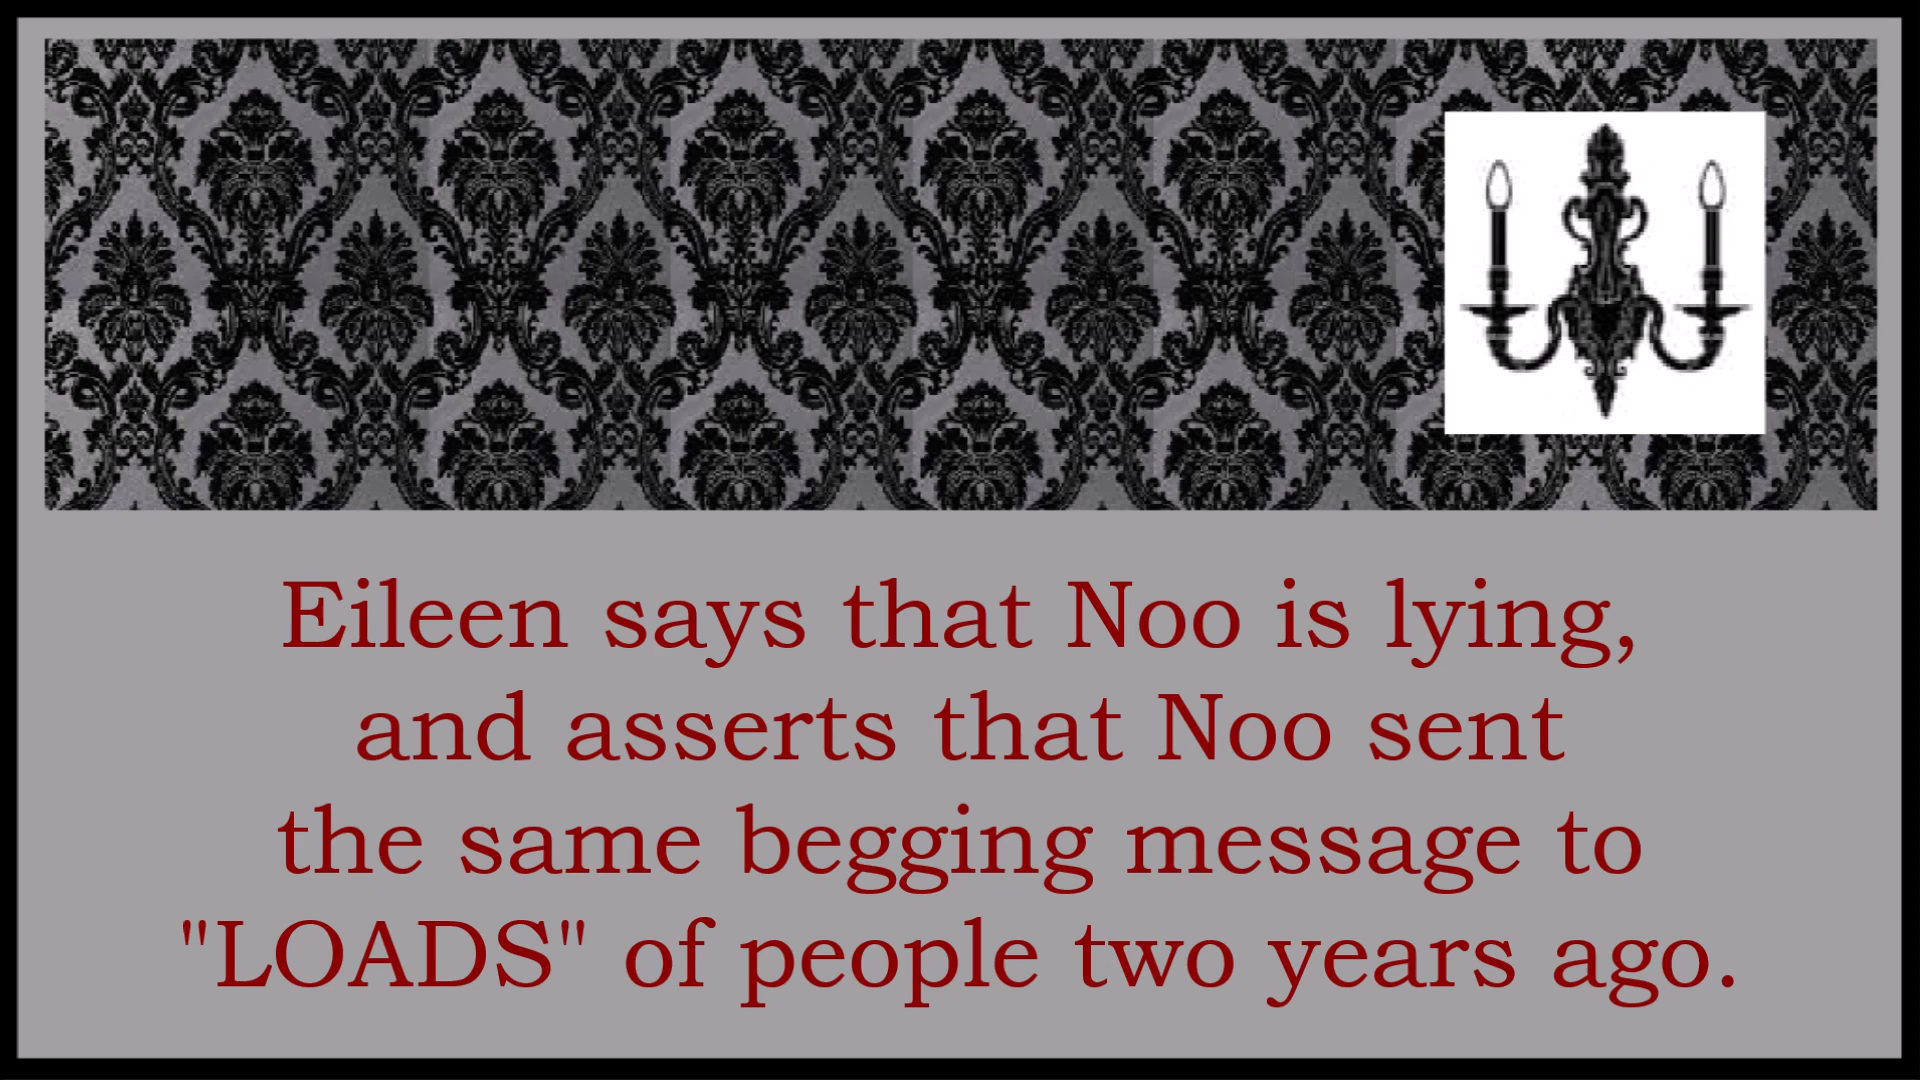 Eileen says that Noo is lying,
and asserts that Noo sent
the same begging message to
"LOADS" of people two years ago.